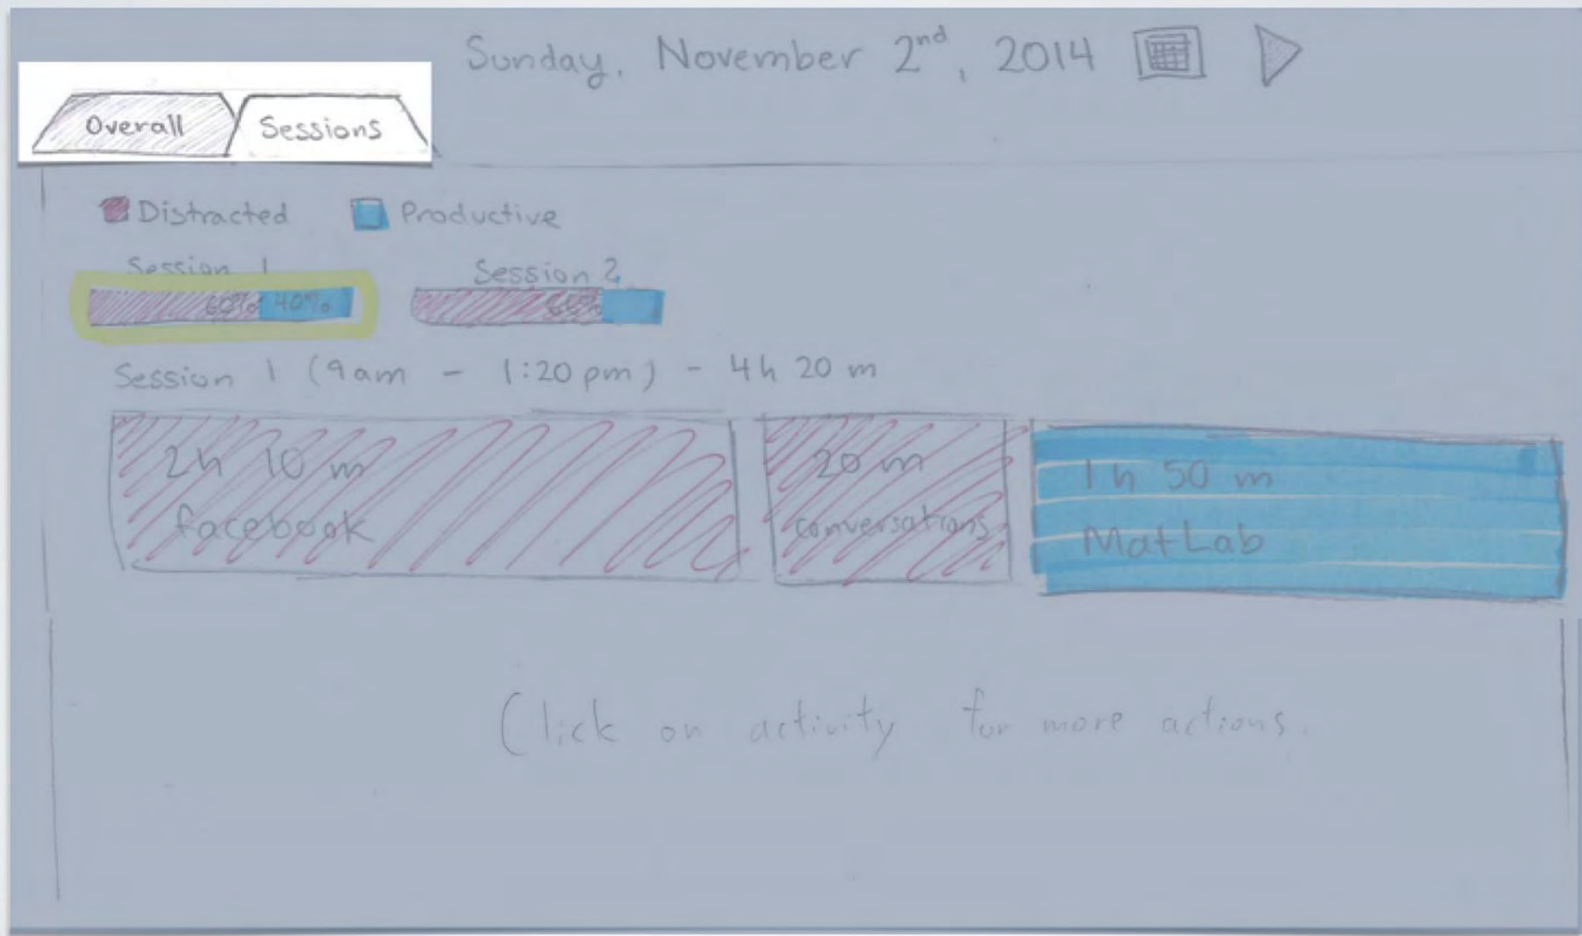 Sunday, November 2nd, 2014
Overall Sessions
Distracted Productive
Session 1 Session 2
60% 40%
Session 1 (9am - 1:20 pm) - 4h 20 m
2h 10 m 20 m 1h 50 m
facebook conversations MatLab
Click on activity for more actions.